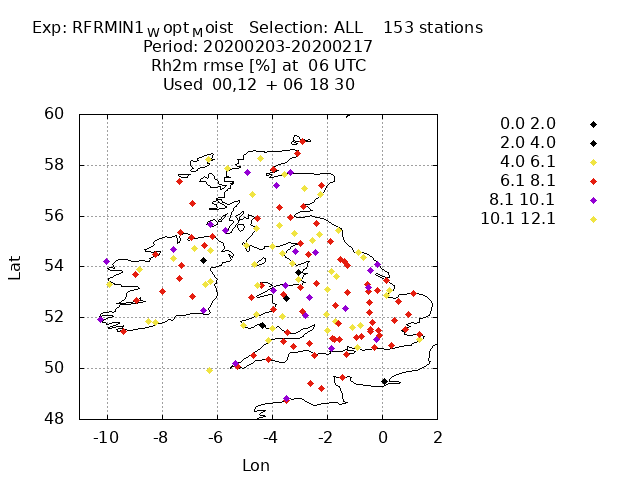 Exp: RFRMIN1WoptMoist Selection: ALL 153 stations
Period: 20200203-20200217
Rh2m rmse [%] at 06 UTC
Used 00,12 + 06 18 30
60
58
56
54
52
50
48
Lat
-10 -8 -6 -4 -2 0 2
Lon
0.0 2.0
2.0 4.0
4.0 6.1
6.1 8.1
8.1 10.1
10.1 12.1